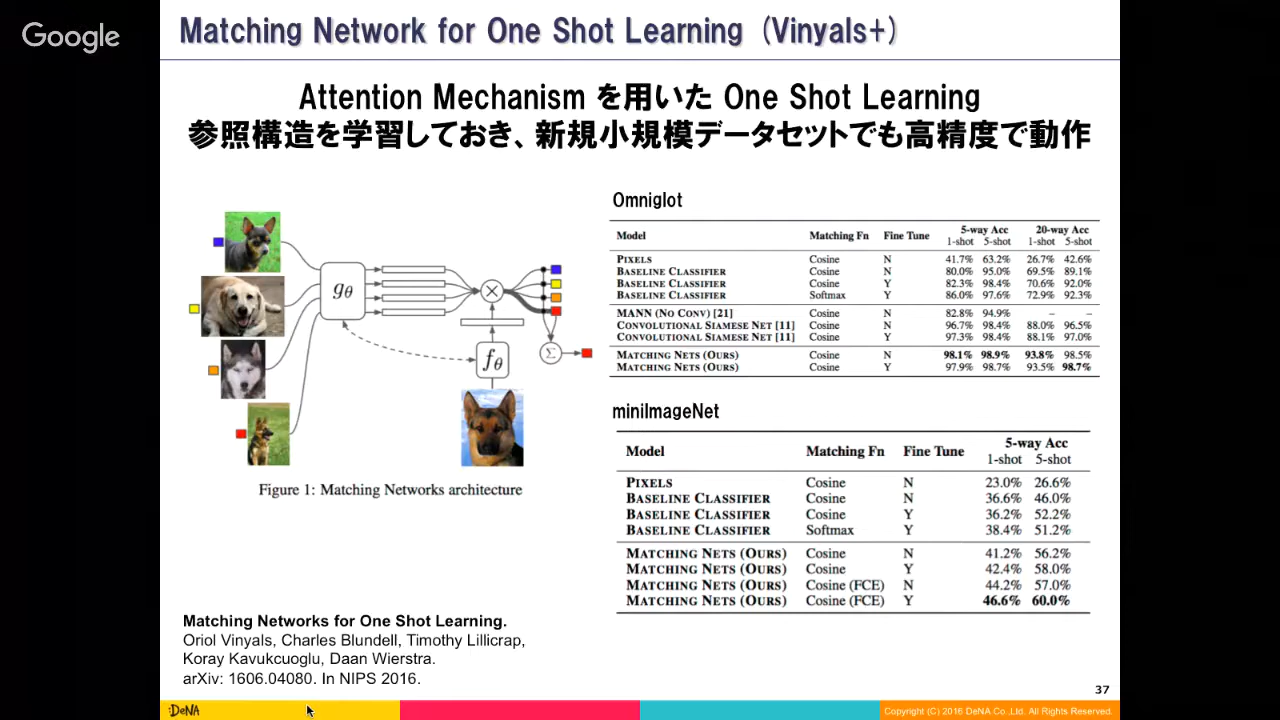 Google
Matching Network for One Shot Learning (Vinyals+)
Attention Mechanism を用いた One Shot Learning
参照構造を学習しておき、新規小規模データセットでも高精度で動作
gθ
fθ
Σ
Figure 1: Matching Networks architecture
Omniglot
Model Matching Fn Fine Tune 5-way Acc 20-way Acc
1-shot 5-shot 1-shot 5-shot
PIXELS Cosine N 41.7% 63.2% 26.7% 42.6%
BASELINE CLASSIFIER Cosine N 80.0% 95.0% 69.5% 89.1%
BASELINE CLASSIFIER Cosine Y 82.3% 98.4% 70.6% 92.0%
BASELINE CLASSIFIER Softmax Y 86.0% 97.6% 72.9% 92.3%
MANN (NO CONV) [21] Cosine N 82.8% 94.9% – –
CONVOLUTIONAL SIAMESE NET [11] Cosine N 96.7% 98.4% 88.0% 96.5%
CONVOLUTIONAL SIAMESE NET [11] Cosine Y 97.3% 98.4% 88.1% 97.0%
MATCHING NETS (OURS) Cosine N 98.1% 98.9% 93.8% 98.5%
MATCHING NETS (OURS) Cosine Y 97.9% 98.7% 93.5% 98.7%
miniImageNet
Model Matching Fn Fine Tune 5-way Acc
1-shot 5-shot
PIXELS Cosine N 23.0% 26.6%
BASELINE CLASSIFIER Cosine N 36.6% 46.0%
BASELINE CLASSIFIER Cosine Y 36.2% 52.2%
BASELINE CLASSIFIER Softmax Y 38.4% 51.2%
MATCHING NETS (OURS) Cosine N 41.2% 56.2%
MATCHING NETS (OURS) Cosine Y 42.4% 58.0%
MATCHING NETS (OURS) Cosine (FCE) N 44.2% 57.0%
MATCHING NETS (OURS) Cosine (FCE) Y 46.6% 60.0%
Matching Networks for One Shot Learning.
Oriol Vinyals, Charles Blundell, Timothy Lillicrap,
Koray Kavukcuoglu, Daan Wierstra.
arXiv: 1606.04080. In NIPS 2016.
37
:DeNA
Copyright (C) 2016 DeNA Co.,Ltd. All Rights Reserved.